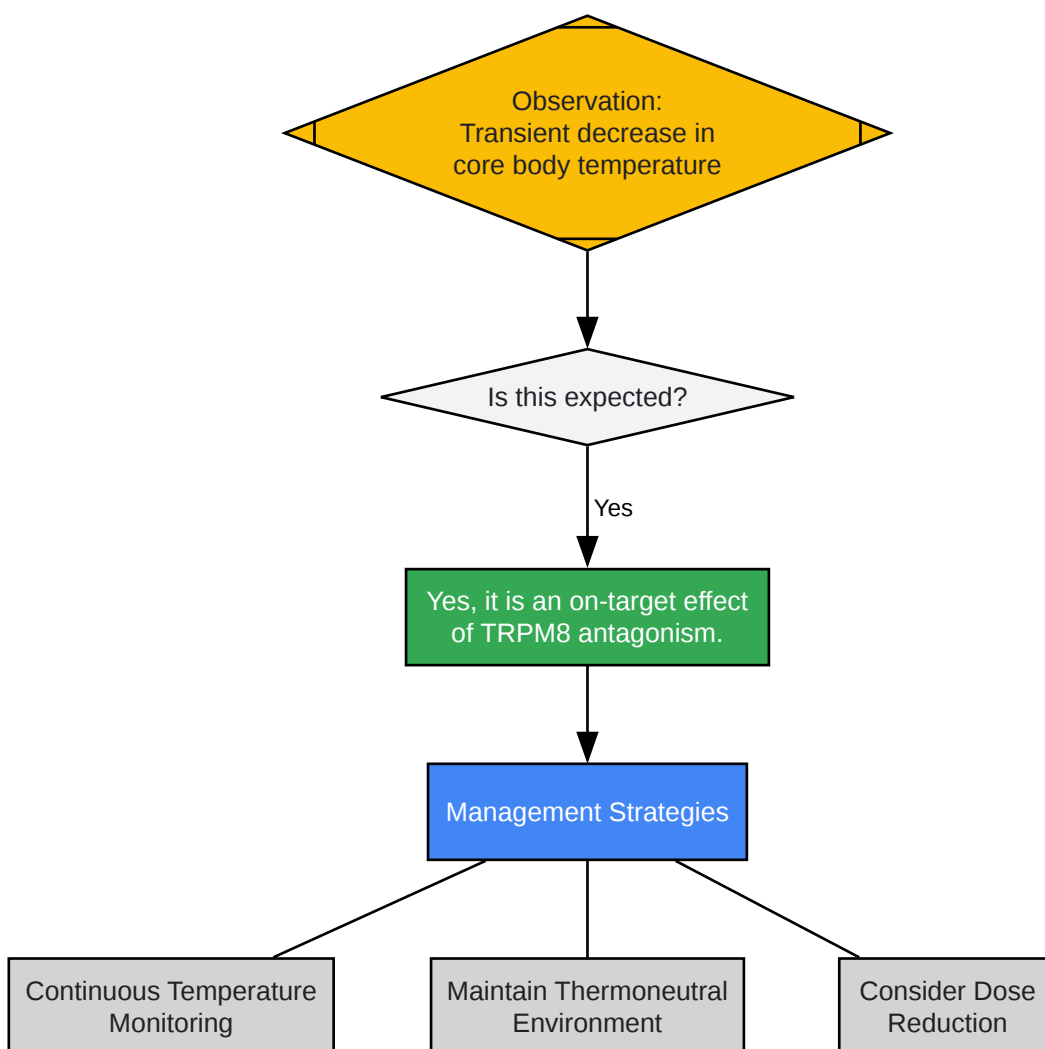 Observation:
Transient decrease in
core body temperature
Is this expected?
Yes
Yes, it is an on-target effect
of TRPM8 antagonism.
Management Strategies
Continuous Temperature
Monitoring
Maintain Thermoneutral
Environment
Consider Dose
Reduction